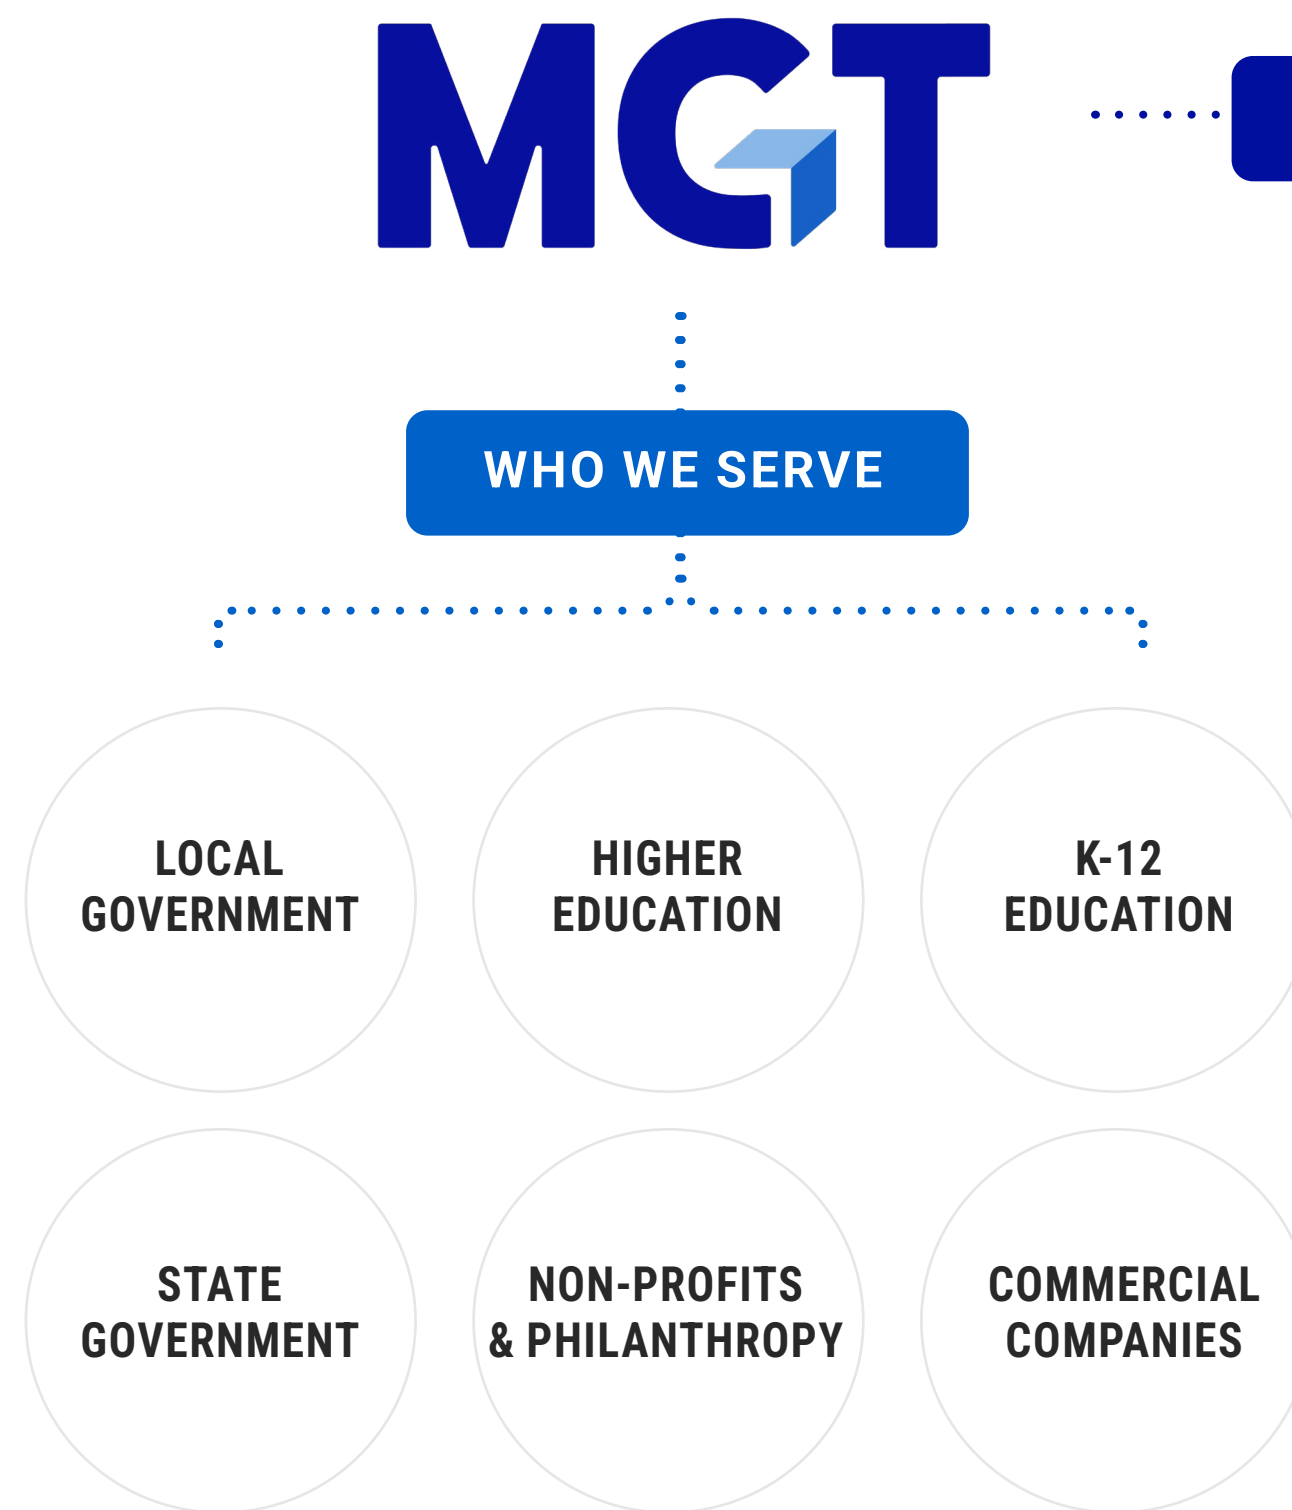 MGT
WHO WE SERVE
LOCAL
GOVERNMENT
HIGHER
EDUCATION
K-12
EDUCATION
STATE
GOVERNMENT
NON-PROFITS
& PHILANTHROPY
COMMERCIAL
COMPANIES